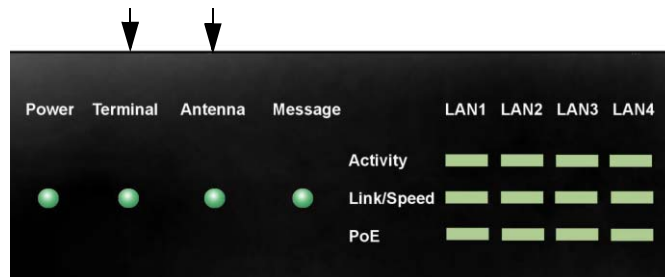 Power Terminal Antenna Message LAN1 LAN2 LAN3 LAN4
Activity
Link/Speed
PoE